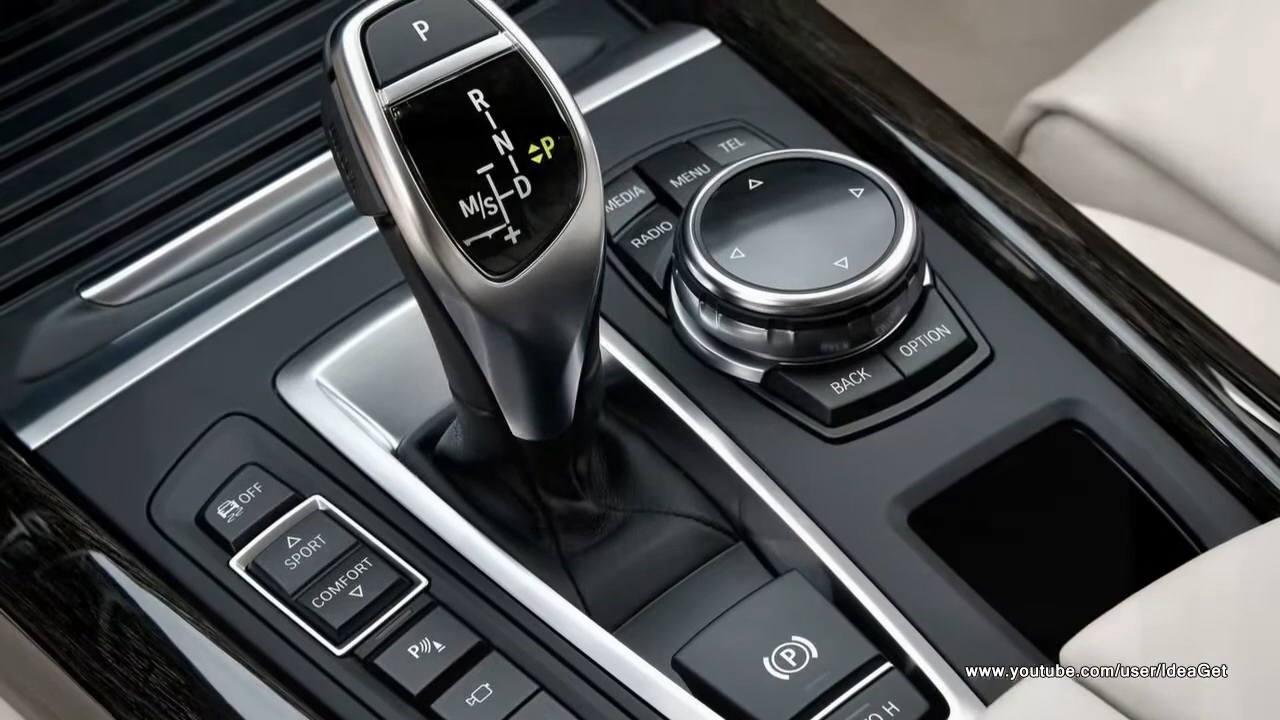 P
R
N
P
M/S
D
+
TEL
MENU
MEDIA
RADIO
OPTION
BACK
OFF
SPORT
COMFORT
P
P
H
www.youtube.com/user/IdeaGet